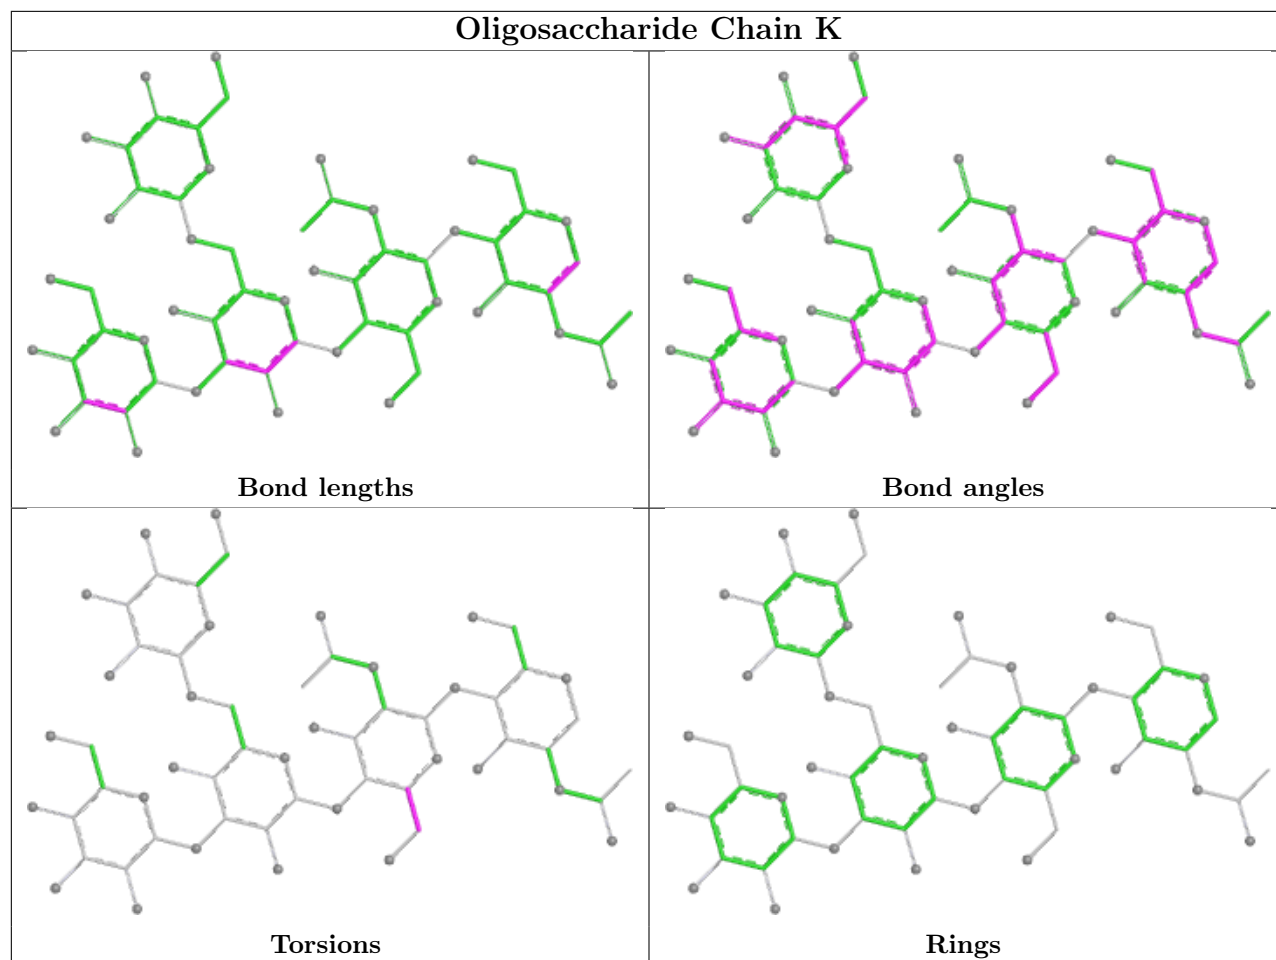 Oligosaccharide Chain K
Bond lengths
Bond angles
Torsions
Rings